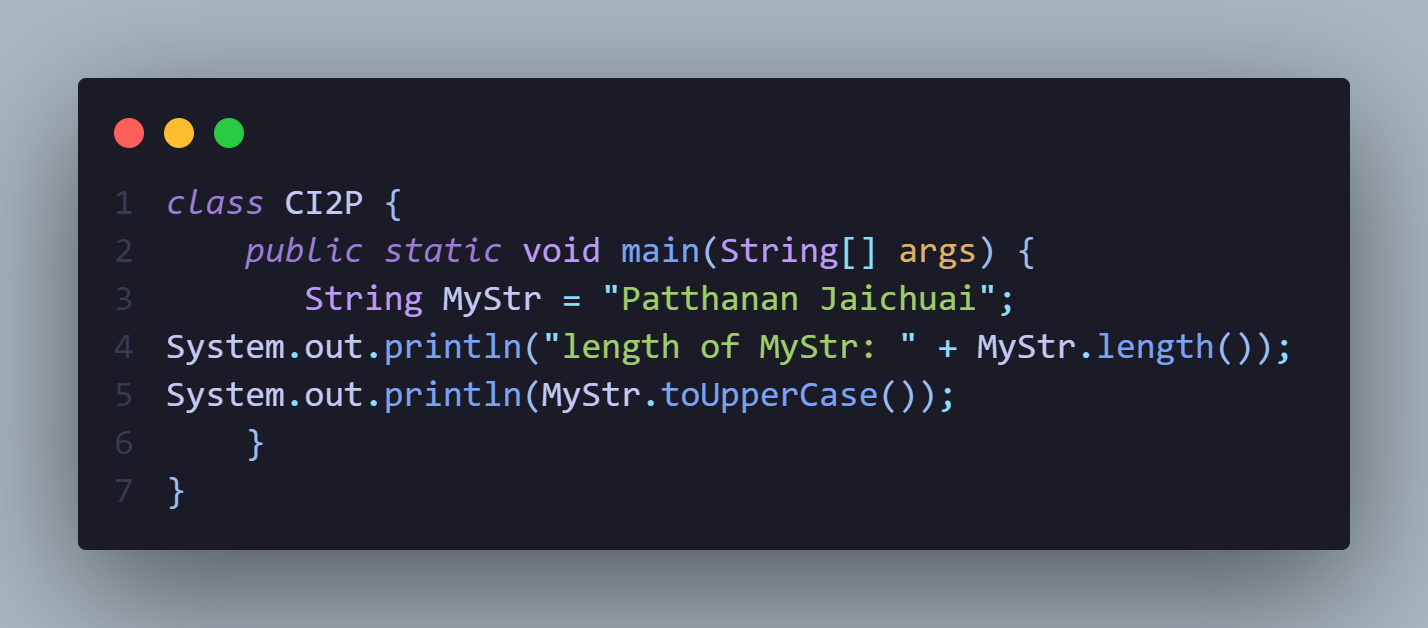 1 class CI2P {
2     public static void main(String[] args) {
3        String MyStr = "Patthanan Jaichuai";
4 System.out.println("length of MyStr: " + MyStr.length());
5 System.out.println(MyStr.toUpperCase());
6     }
7 }